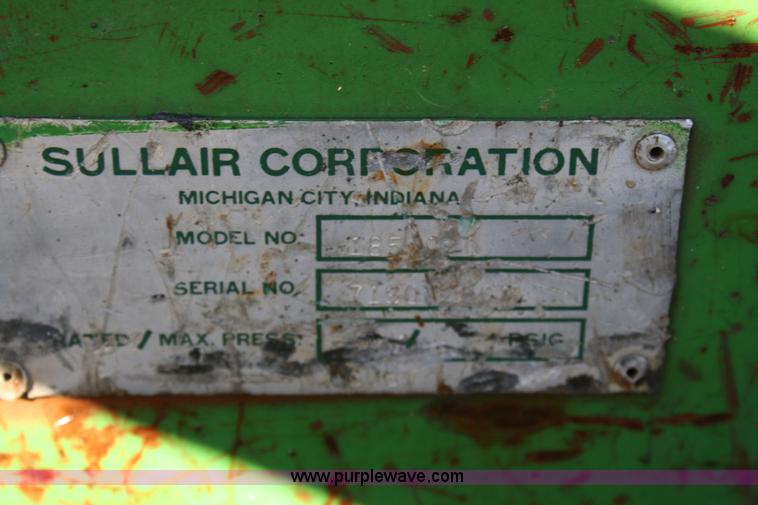 SULLAIR CORPORATION
MICHIGAN CITY, INDIANA
MODEL NO.
SERIAL NO.
RATED / MAX. PRESS. / PSIG
www.purplewave.com